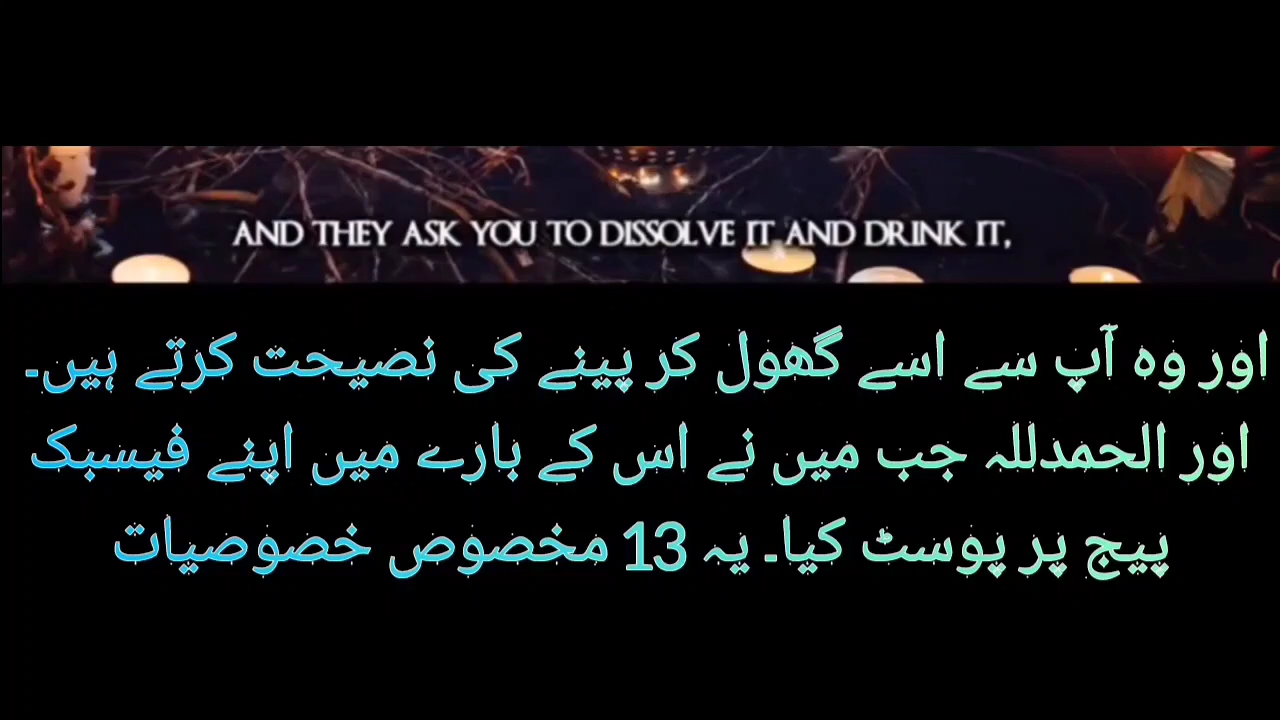 AND THEY ASK YOU TO DISSOLVE IT AND DRINK IT,
اور وہ آپ سے اسے گھول کر پینے کی نصیحت کرتے ہیں۔
اور الحمدللہ جب میں نے اس کے بارے میں اپنے فیسبک
پیج پر پوسٹ کیا۔ یہ 13 مخصوص خصوصیات